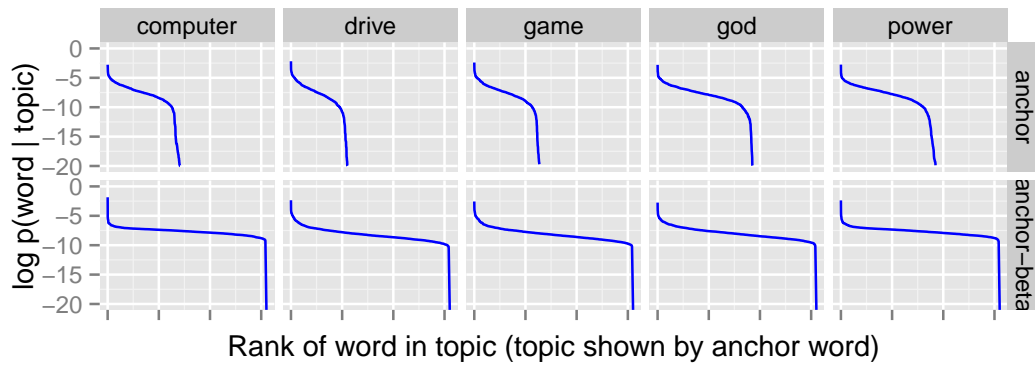 computer drive game god power
0
−5
−10
−15
−20
anchor
0
−5
−10
−15
−20
anchor−beta
log p(word | topic)
Rank of word in topic (topic shown by anchor word)